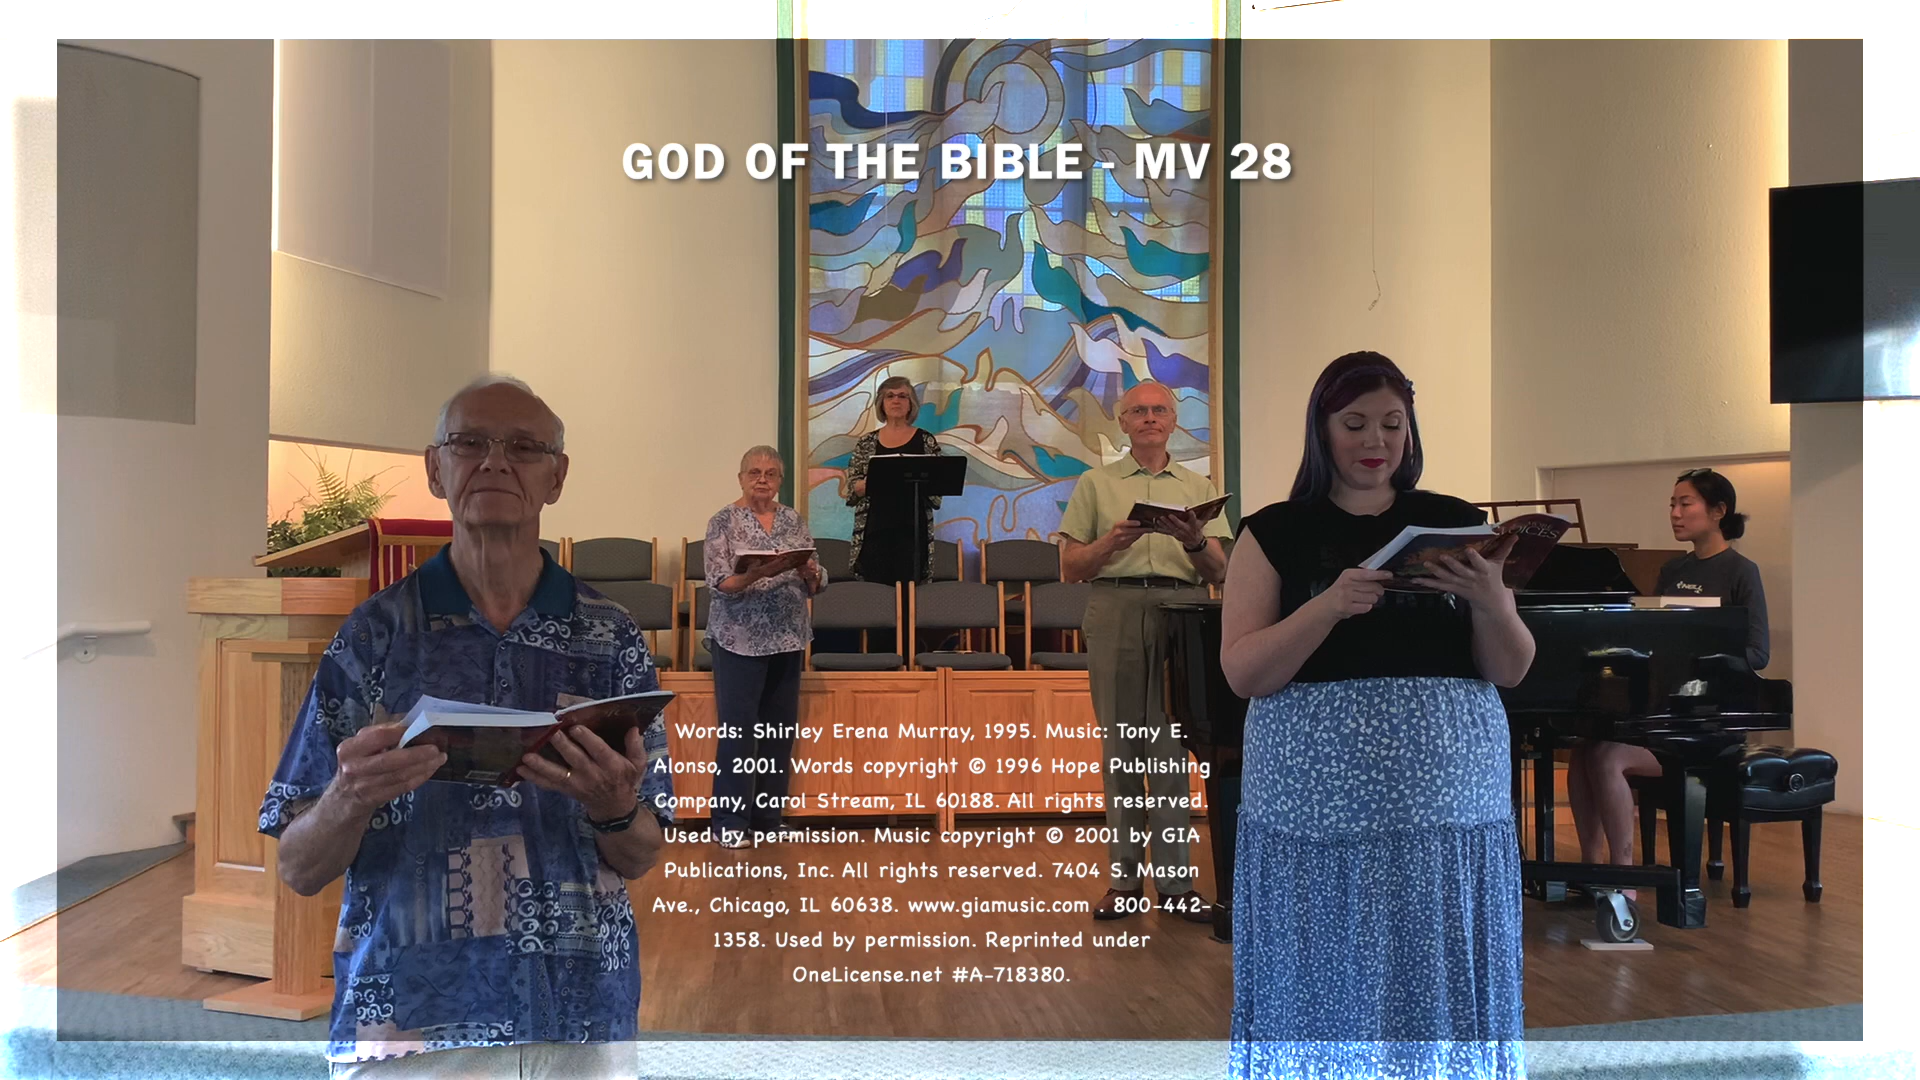 GOD OF THE BIBLE - MV 28
VOICES
Words: Shirley Erena Murray, 1995. Music: Tony E.
Alonso, 2001. Words copyright © 1996 Hope Publishing
Company, Carol Stream, IL 60188. All rights reserved.
Used by permission. Music copyright © 2001 by GIA
Publications, Inc. All rights reserved. 7404 S. Mason
Ave., Chicago, IL 60638. www.giamusic.com . 800-442-
1358. Used by permission. Reprinted under
OneLicense.net #A-718380.